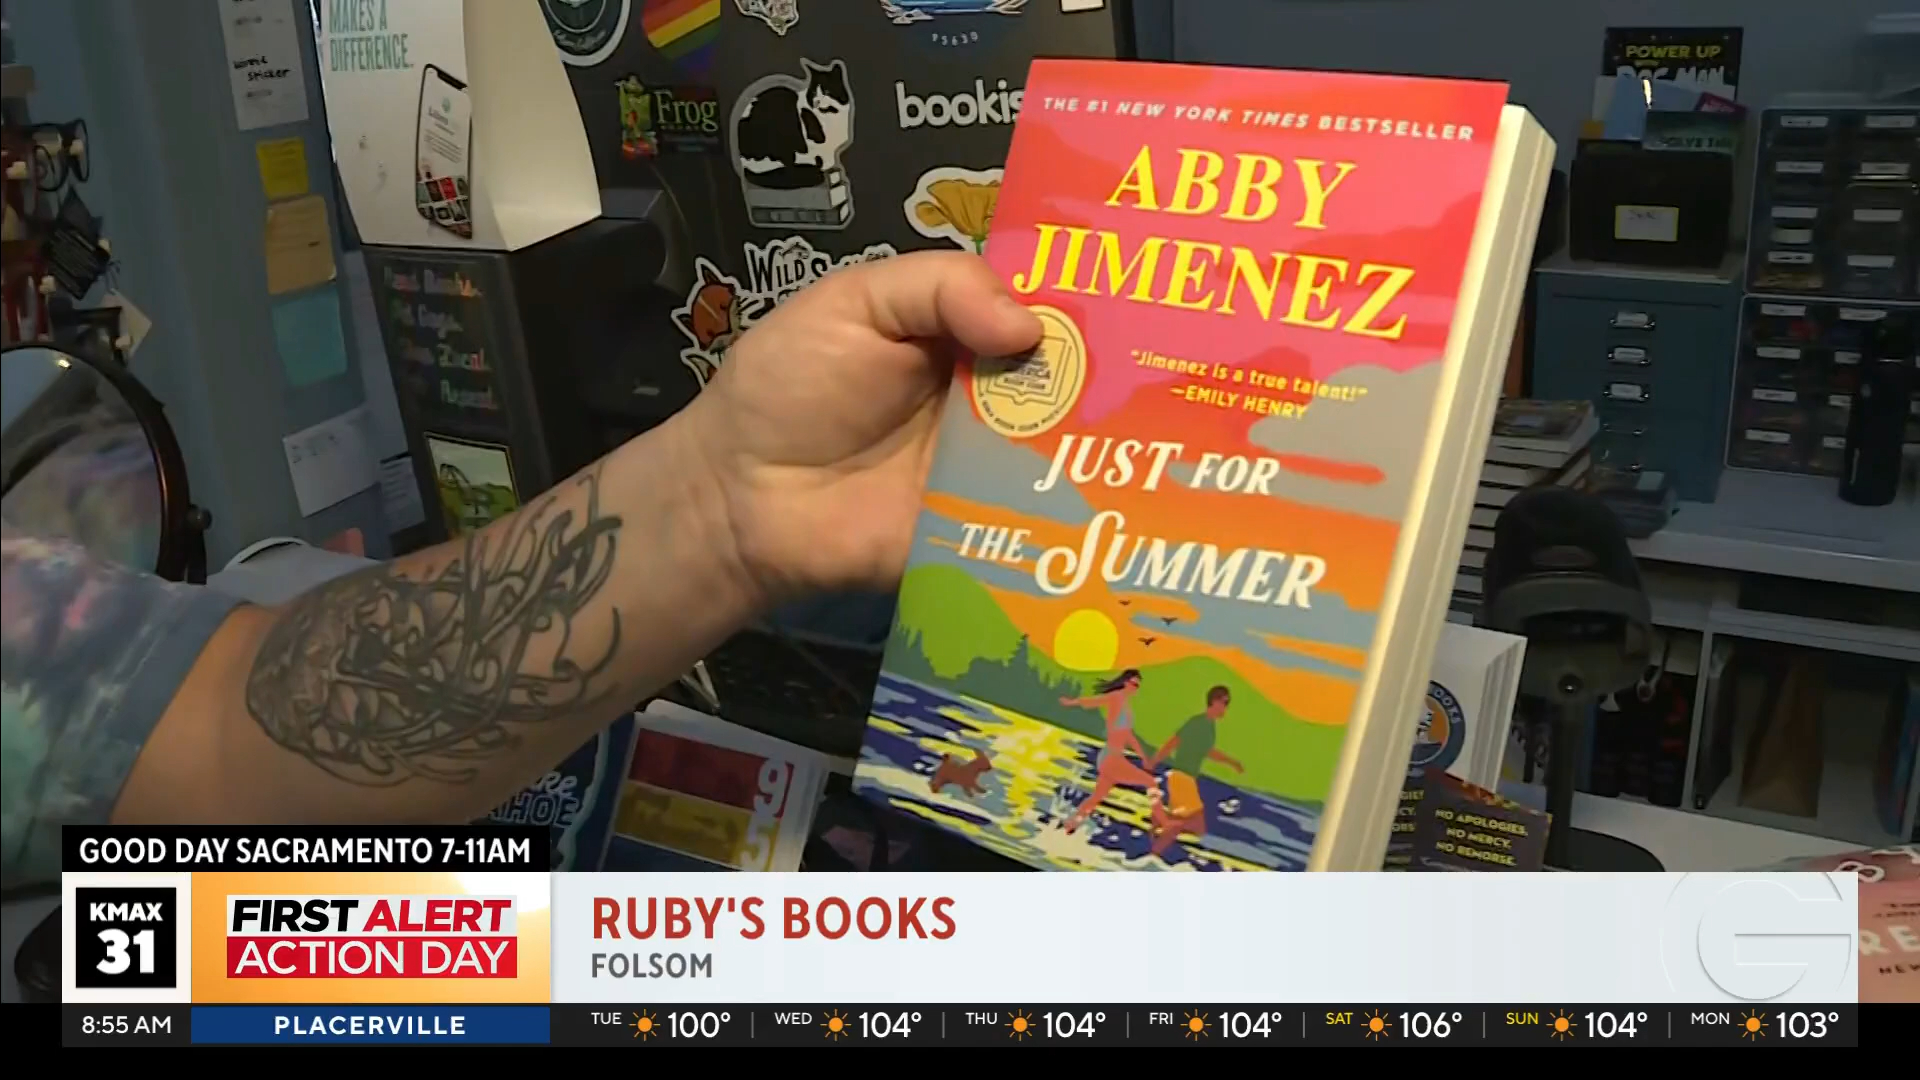 MAKES A
DIFFERENCE.
Frog
bookis
WILD
POWER UP
DOG MAN
THE #1 NEW YORK TIMES BESTSELLER
ABBY
JIMENEZ
"Jimenez is a true talent!"
—EMILY HENRY
JUST FOR
THE SUMMER
NO APOLOGIES.
NO MERCY.
NO REMORSE.
GOOD DAY SACRAMENTO 7-11AM
KMAX
31
FIRST ALERT
ACTION DAY
RUBY'S BOOKS
FOLSOM
8:55 AM
PLACERVILLE
TUE 100° | WED 104° | THU 104° | FRI 104° | SAT 106° | SUN 104° | MON 103°